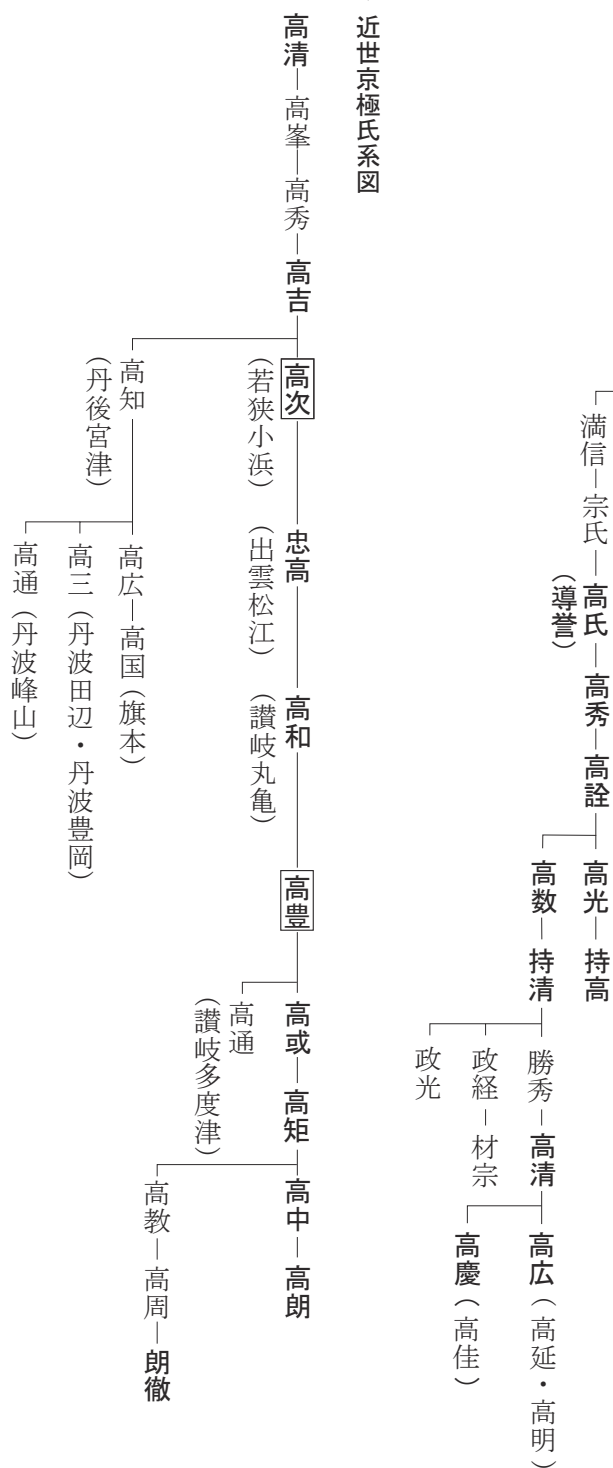 満信―宗氏―高氏―高秀―高詮
（導誉）
高光―持高
高数―持清
勝秀―高清
政経―材宗
政光
高広（高延・高明）
高慶（高佳）
近世京極氏系図
高清―高峯―高秀―高吉
高次
（若狭小浜）
忠高
（出雲松江）
高和
（讃岐丸亀）
高豊
高或―高矩
高通
（讃岐多度津）
高中―高朗
高教―高周―朗徹
高知
（丹後宮津）
高広―高国（旗本）
高三（丹波田辺・丹波豊岡）
高通（丹波峰山）